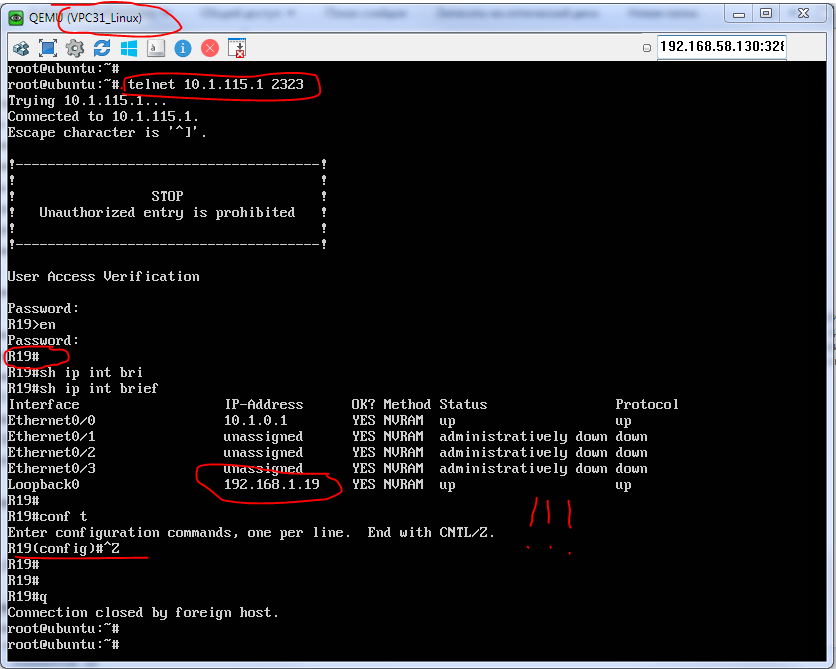 QEMU (VPC31_Linux)
192.168.58.130:328
root@ubuntu:~#
root@ubuntu:~# telnet 10.1.115.1 2323
Trying 10.1.115.1...
Connected to 10.1.115.1.
Escape character is '^]'.
!--------------------------------------!
! !
! STOP !
! Unauthorized entry is prohibited !
! !
!--------------------------------------!
User Access Verification
Password:
R19>en
Password:
R19#
R19#sh ip int bri
R19#sh ip int brief
Interface IP-Address OK? Method Status Protocol
Ethernet0/0 10.1.0.1 YES NVRAM up up
Ethernet0/1 unassigned YES NVRAM administratively down down
Ethernet0/2 unassigned YES NVRAM administratively down down
Ethernet0/3 unassigned YES NVRAM administratively down down
Loopback0 192.168.1.19 YES NVRAM up up
R19#
R19#conf t
Enter configuration commands, one per line. End with CNTL/Z.
R19(config)#^Z
!!!
R19#
R19#
R19#q
Connection closed by foreign host.
root@ubuntu:~#
root@ubuntu:~#